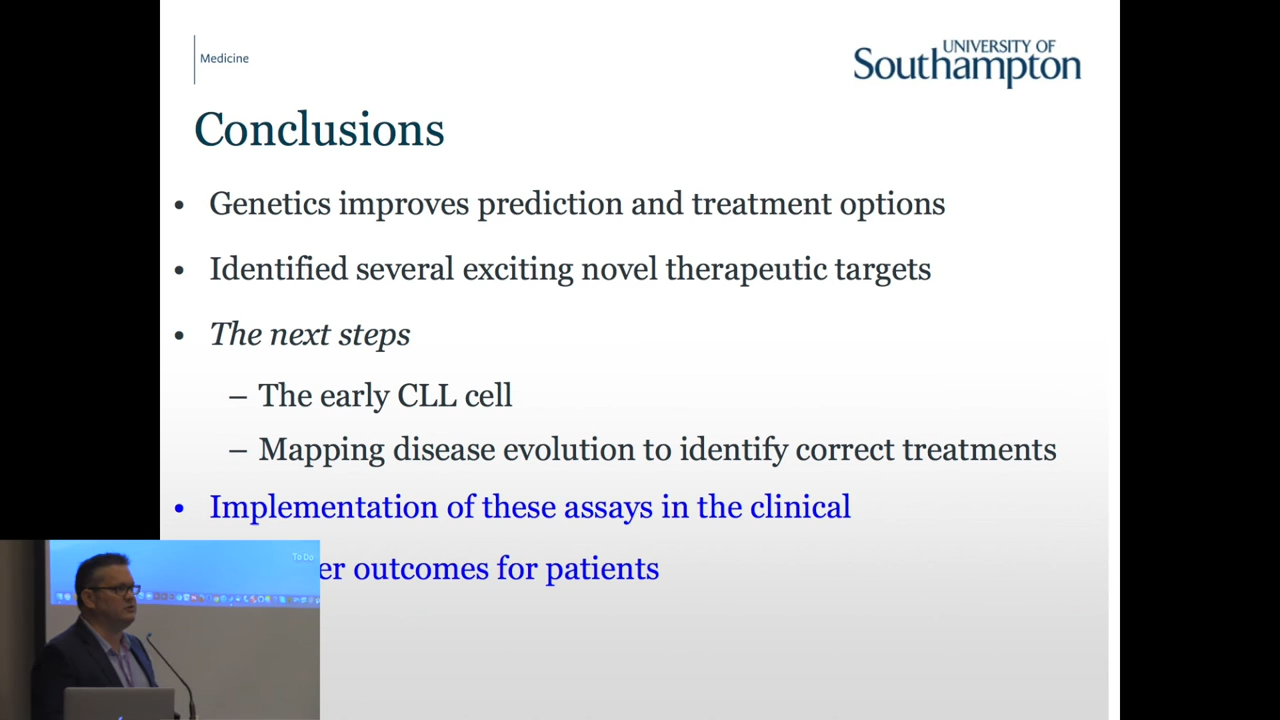 Medicine
UNIVERSITY OF
Southampton
Conclusions
• Genetics improves prediction and treatment options
• Identified several exciting novel therapeutic targets
• The next steps
– The early CLL cell
– Mapping disease evolution to identify correct treatments
• Implementation of these assays in the clinical
outcomes for patients
To Do